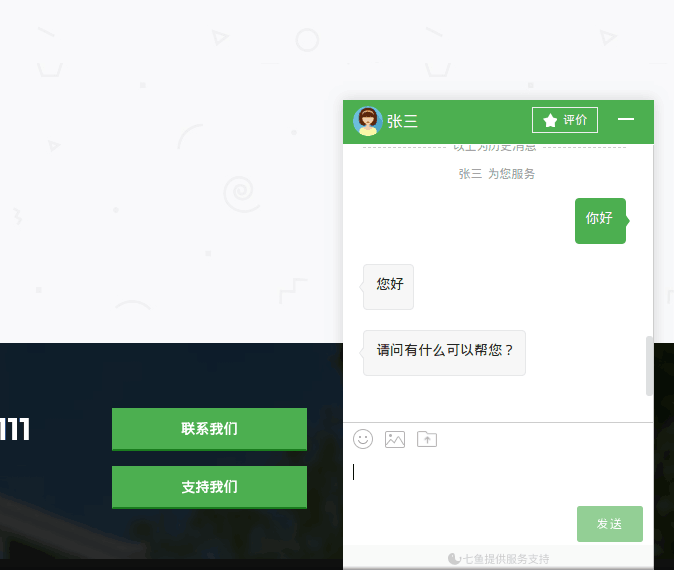 张三
评价
以上为历史消息
张三 为您服务
你好
您好
请问有什么可以帮您？
111
联系我们
支持我们
发送
七鱼提供服务支持